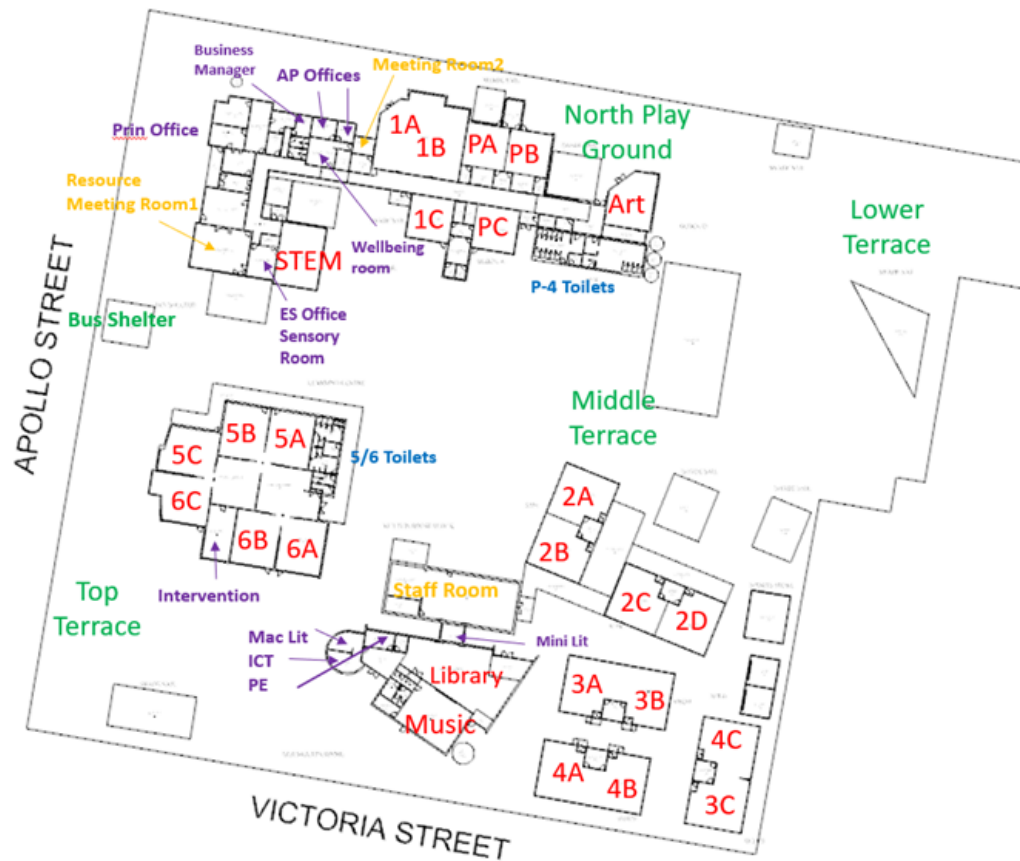 Business
Manager
AP Offices
Meeting Room2
Prin Office
1A
1B
PA
PB
North Play
Ground
Resource
Meeting Room1
1C
PC
Art
Lower
Terrace
STEM
Wellbeing
room
P-4 Toilets
ES Office
Sensory
Room
Bus Shelter
APOLLO STREET
Middle
Terrace
5B
5A
5C
5/6 Toilets
6C
6B
6A
2A
2B
2C
2D
Intervention
Top
Terrace
Staff Room
Mac Lit
ICT
PE
Mini Lit
Library
Music
3A
3B
4C
3C
4A
4B
VICTORIA STREET